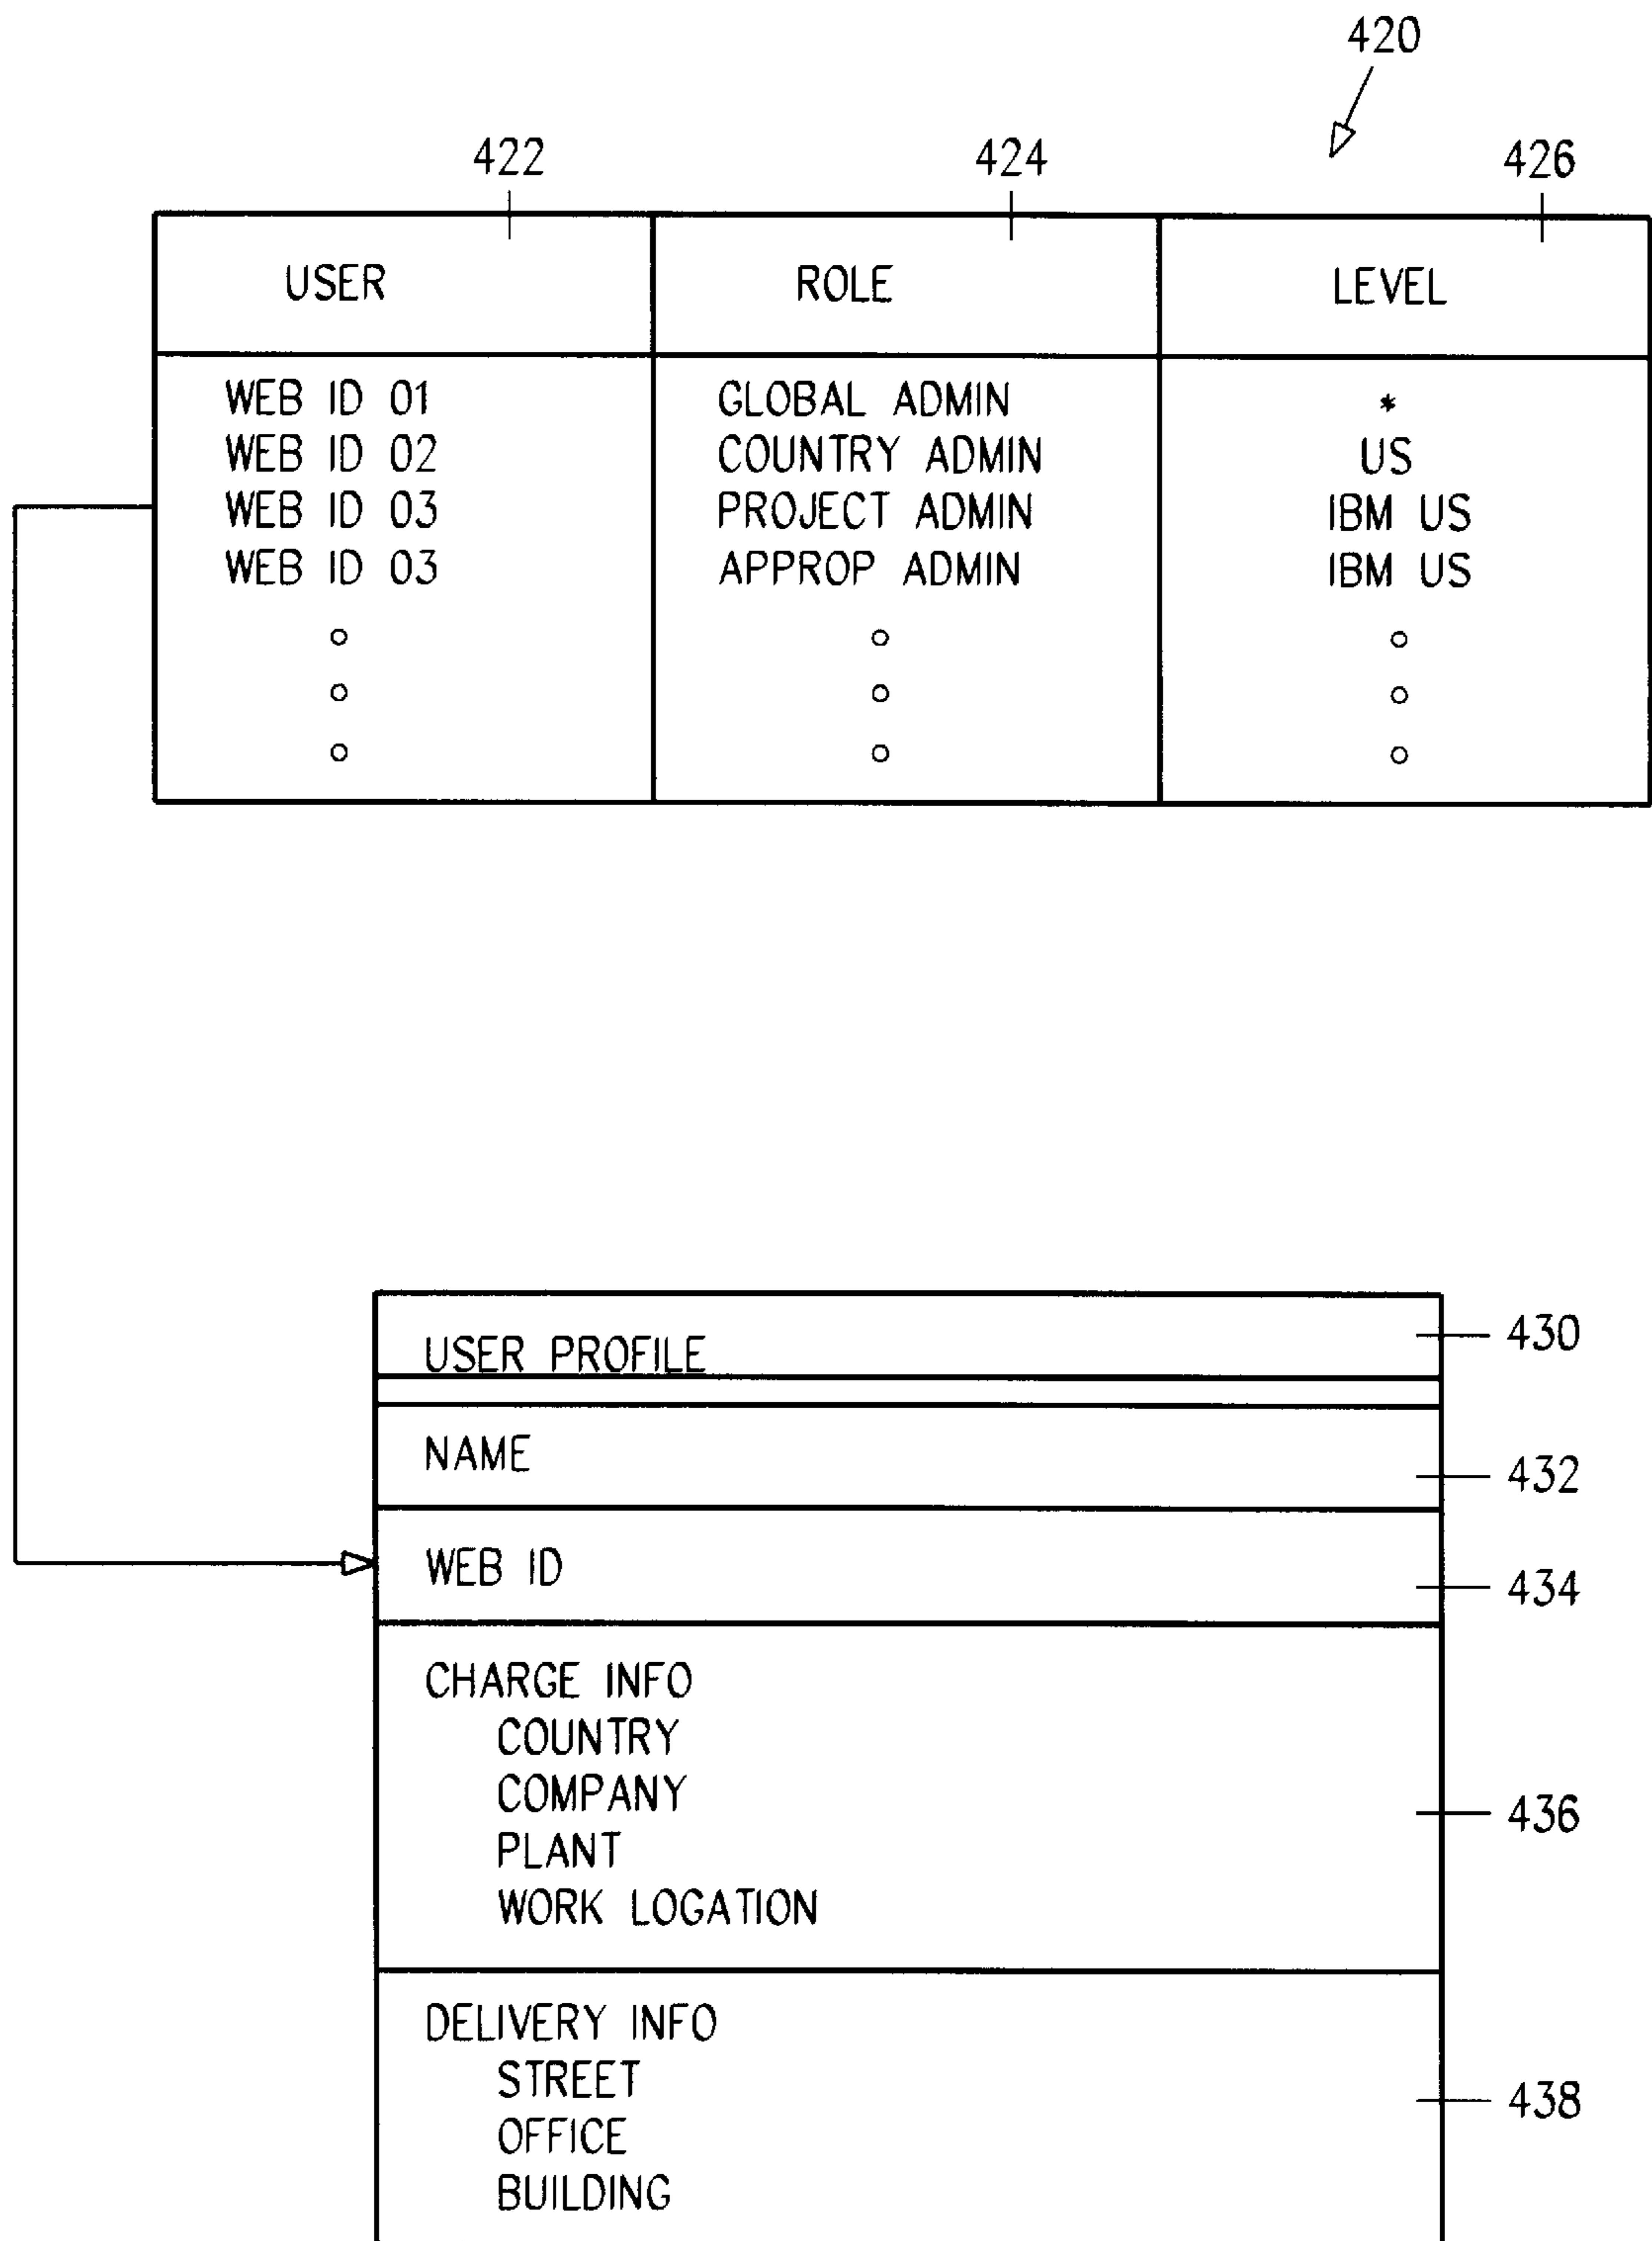 420
422 424 426
USER ROLE LEVEL
WEB ID 01 GLOBAL ADMIN *
WEB ID 02 COUNTRY ADMIN US
WEB ID 03 PROJECT ADMIN IBM US
WEB ID 03 APPROP ADMIN IBM US
USER PROFILE 430
NAME 432
WEB ID 434
CHARGE INFO
COUNTRY
COMPANY
PLANT
WORK LOGATION
436
DELIVERY INFO
STREET
OFFICE
BUILDING
438